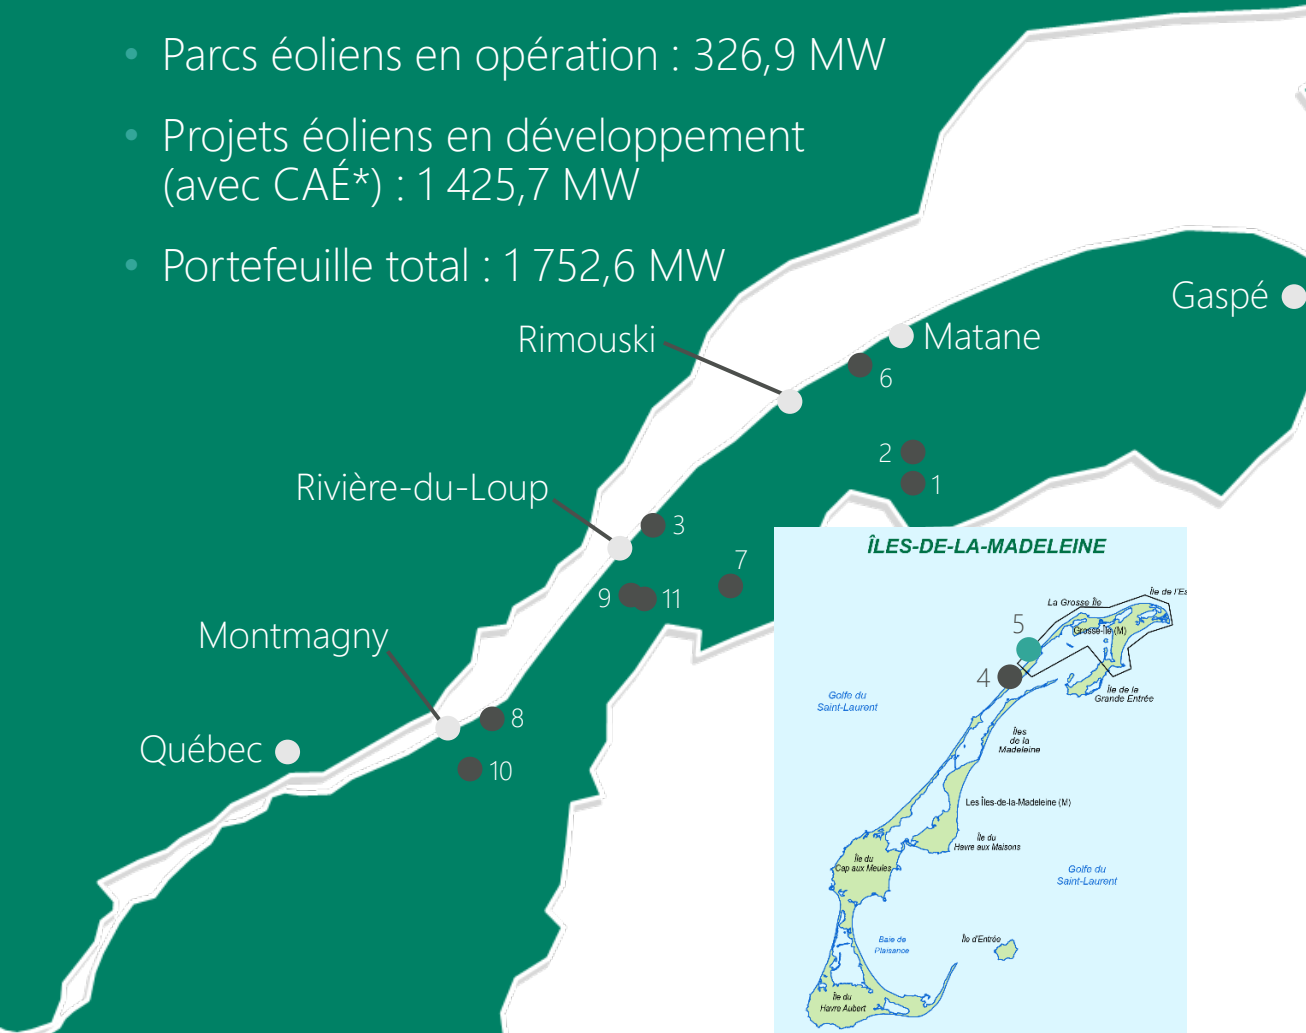 • Parcs éoliens en opération : 326,9 MW
• Projets éoliens en développement
(avec CAÉ*) : 1 425,7 MW
• Portefeuille total : 1 752,6 MW
Gaspé
Rimouski
Matane
6
2
1
Rivière-du-Loup
3
7
9
11
Montmagny
8
Québec
10
ÎLES-DE-LA-MADELEINE
La Grosse Île
5
Grosse-Île (M)
4
Île de la
Grande Entrée
Golfe du
Saint-Laurent
Îles
de la
Madeleine
Les Îles-de-la-Madeleine (M)
Île du
Havre aux Maisons
Île du
Cap aux Meules
Golfe du
Saint-Laurent
Baie de
Plaisance
Île d'Entrée
Île du
Havre Aubert